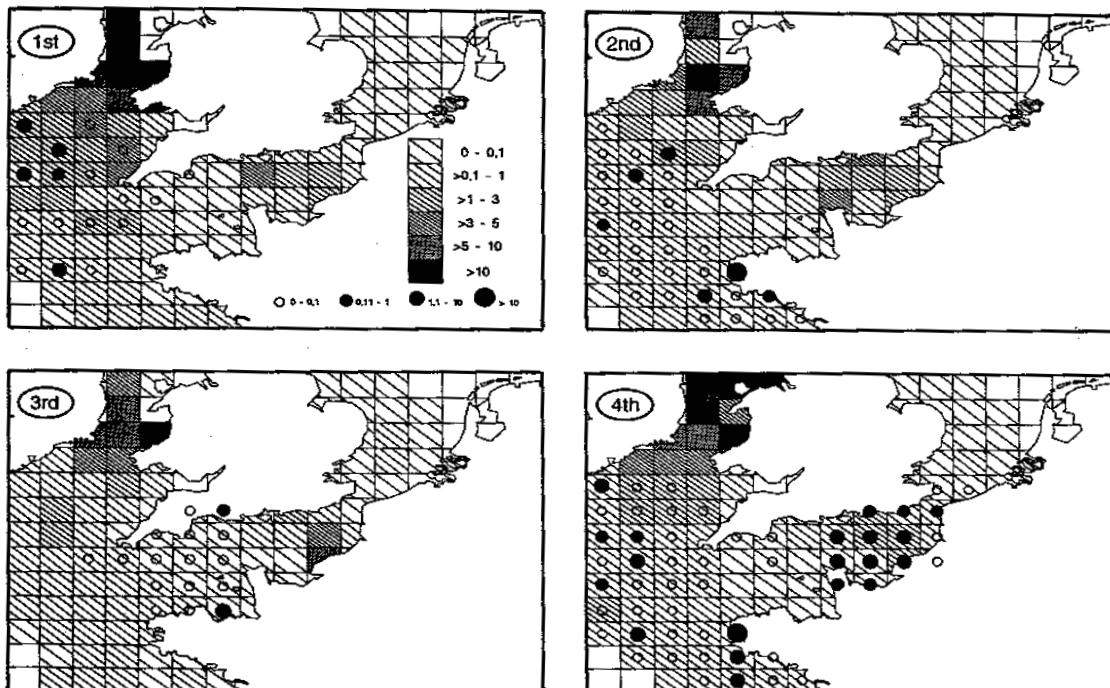 1st
2nd
0 - 0,1
>0,1 - 1
>1 - 3
>3 - 5
>5 - 10
>10
0 - 0,1
0,11 - 1
1,1 - 10
> 10
3rd
4th